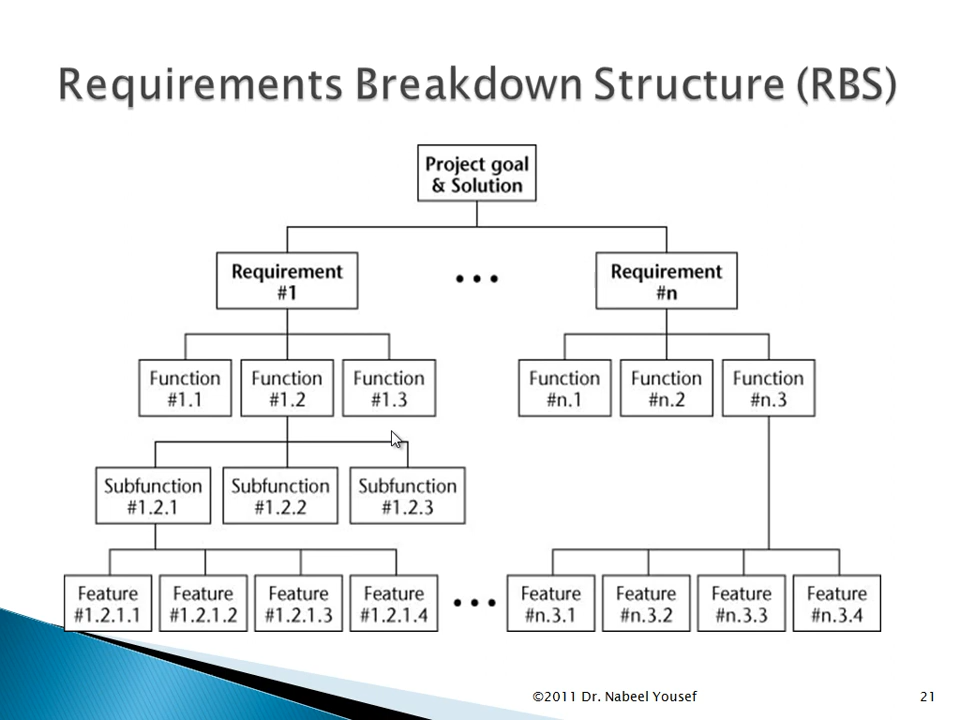 Requirements Breakdown Structure (RBS)
Project goal
& Solution
Requirement
#1
• • •
Requirement
#n
Function
#1.1
Function
#1.2
Function
#1.3
Function
#n.1
Function
#n.2
Function
#n.3
Subfunction
#1.2.1
Subfunction
#1.2.2
Subfunction
#1.2.3
Feature
#1.2.1.1
Feature
#1.2.1.2
Feature
#1.2.1.3
Feature
#1.2.1.4
• • •
Feature
#n.3.1
Feature
#n.3.2
Feature
#n.3.3
Feature
#n.3.4
©2011 Dr. Nabeel Yousef
21